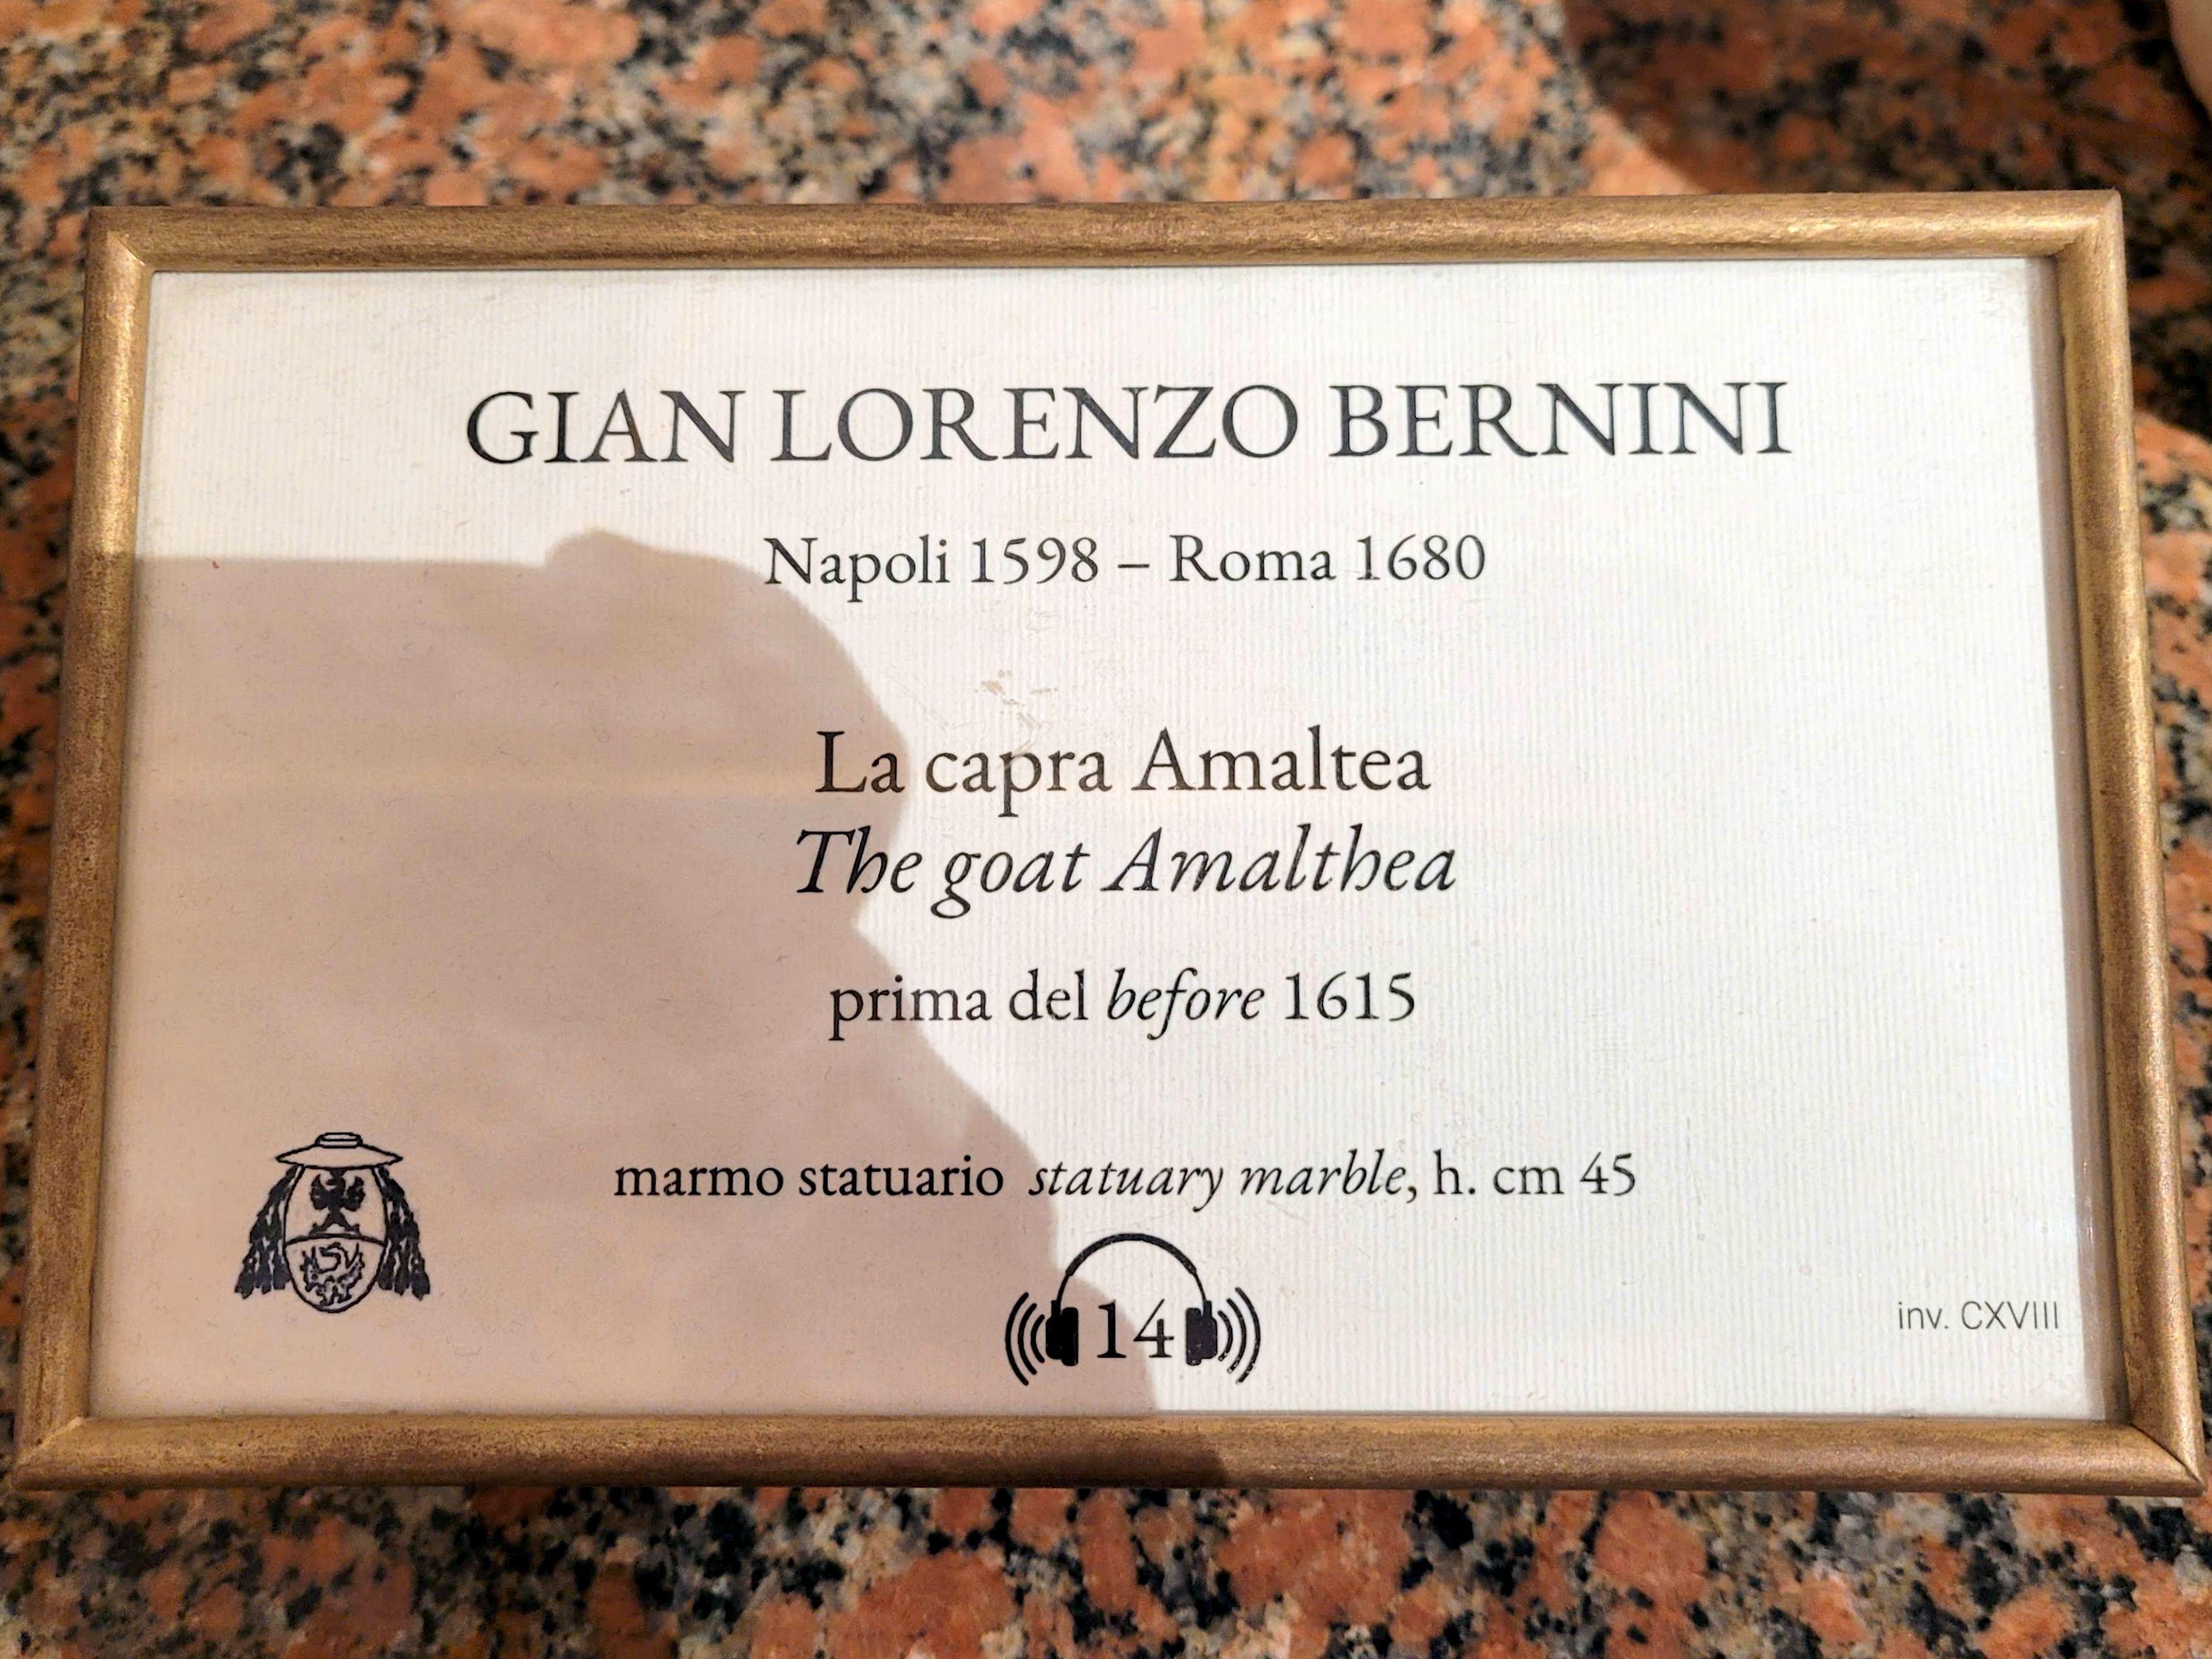 GIAN LORENZO BERNINI
Napoli 1598 – Roma 1680
La capra Amaltea
The goat Amalthea
prima del before 1615
marmo statuario statuary marble, h. cm 45
14
inv. CXVIII